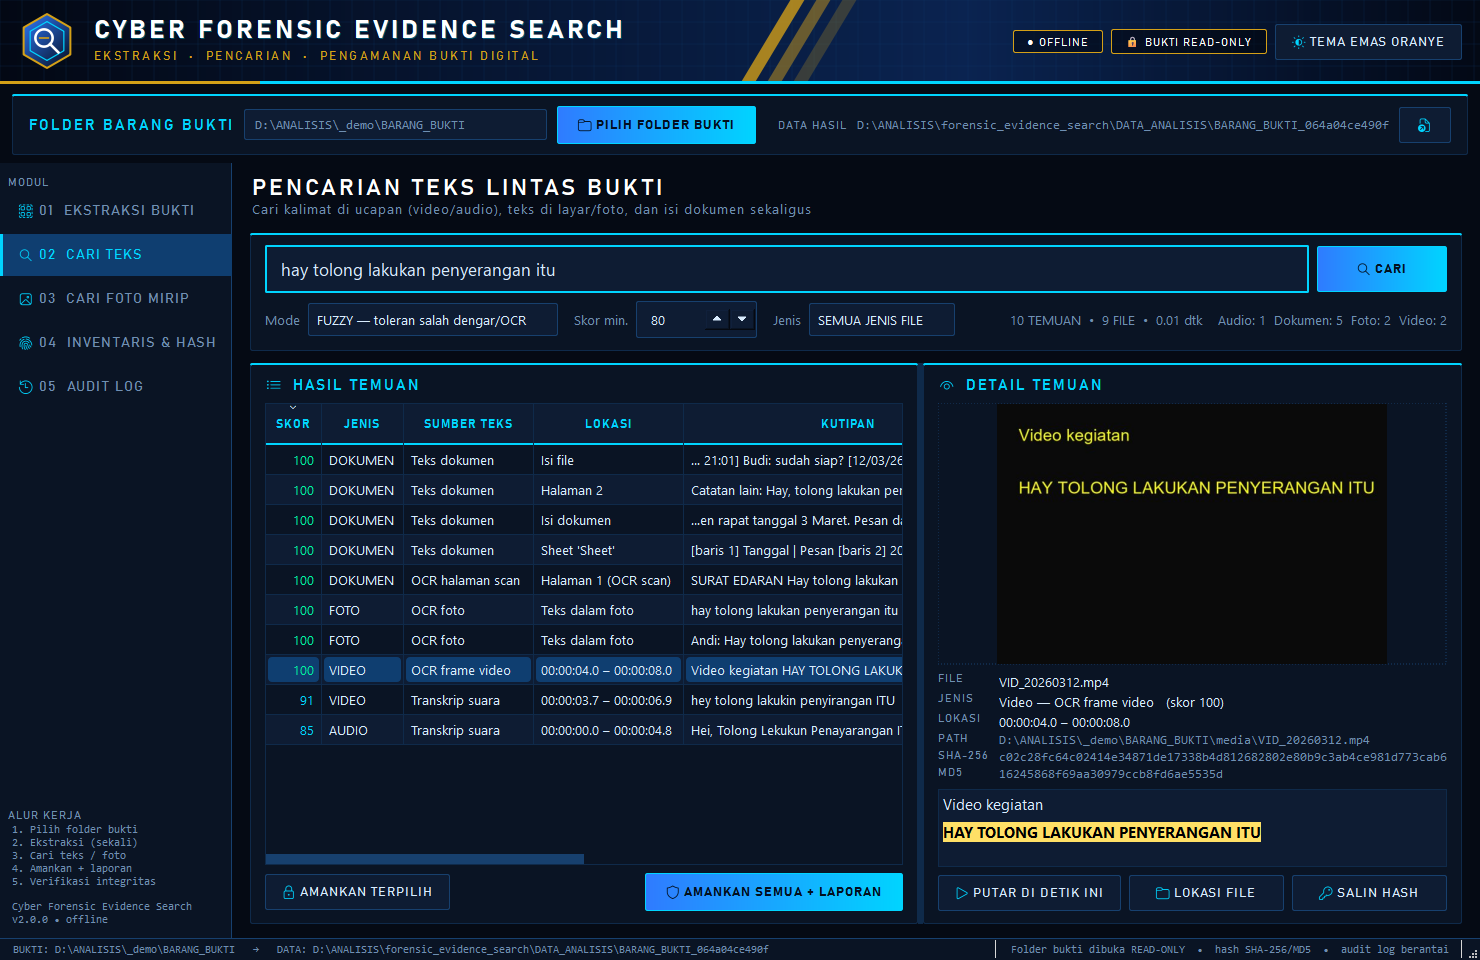 CYBER FORENSIC EVIDENCE SEARCH
EKSTRAKSI • PENCARIAN • PENGAMANAN BUKTI DIGITAL
● OFFLINE
BUKTI READ-ONLY
TEMA EMAS ORANYE
FOLDER BARANG BUKTI
D:\ANALISIS\_demo\BARANG_BUKTI
PILIH FOLDER BUKTI
DATA HASIL D:\ANALISIS\forensic_evidence_search\DATA_ANALISIS\BARANG_BUKTI_064a04ce490f
MODUL
01 EKSTRAKSI BUKTI
02 CARI TEKS
03 CARI FOTO MIRIP
04 INVENTARIS & HASH
05 AUDIT LOG
ALUR KERJA
1. Pilih folder bukti
2. Ekstraksi (sekali)
3. Cari teks / foto
4. Amankan + laporan
5. Verifikasi integritas
Cyber Forensic Evidence Search
v2.0.0 • offline
PENCARIAN TEKS LINTAS BUKTI
Cari kalimat di ucapan (video/audio), teks di layar/foto, dan isi dokumen sekaligus
hay tolong lakukan penyerangan itu
CARI
Mode FUZZY — toleran salah dengar/OCR Skor min. 80 Jenis SEMUA JENIS FILE
10 TEMUAN • 9 FILE • 0.01 dtk Audio: 1 Dokumen: 5 Foto: 2 Video: 2
HASIL TEMUAN
SKOR JENIS SUMBER TEKS LOKASI KUTIPAN
100 DOKUMEN Teks dokumen Isi file ... 21:01] Budi: sudah siap? [12/03/26
100 DOKUMEN Teks dokumen Halaman 2 Catatan lain: Hay, tolong lakukan per
100 DOKUMEN Teks dokumen Isi dokumen ...en rapat tanggal 3 Maret. Pesan da
100 DOKUMEN Teks dokumen Sheet 'Sheet' [baris 1] Tanggal | Pesan [baris 2] 20
100 DOKUMEN OCR halaman scan Halaman 1 (OCR scan) SURAT EDARAN Hay tolong lakukan
100 FOTO OCR foto Teks dalam foto hay tolong lakukan penyerangan itu
100 FOTO OCR foto Teks dalam foto Andi: Hay tolong lakukan penyerang
100 VIDEO OCR frame video 00:00:04.0 – 00:00:08.0 Video kegiatan HAY TOLONG LAKUK
91 VIDEO Transkrip suara 00:00:03.7 – 00:00:06.9 hey tolong lakukin penyirangan ITU
85 AUDIO Transkrip suara 00:00:00.0 – 00:00:04.8 Hei, Tolong Lekukun Penayarangan I
AMANKAN TERPILIH
AMANKAN SEMUA + LAPORAN
DETAIL TEMUAN
Video kegiatan
HAY TOLONG LAKUKAN PENYERANGAN ITU
FILE VID_20260312.mp4
JENIS Video — OCR frame video (skor 100)
LOKASI 00:00:04.0 – 00:00:08.0
PATH D:\ANALISIS\_demo\BARANG_BUKTI\media\VID_20260312.mp4
SHA-256 c02c28fc64c02414e34871de17338b4d812682802e80b9c3ab4ce981d773cab6
MD5 16245868f69aa30979ccb8fd6ae5535d
Video kegiatan
HAY TOLONG LAKUKAN PENYERANGAN ITU
PUTAR DI DETIK INI
LOKASI FILE
SALIN HASH
BUKTI: D:\ANALISIS\_demo\BARANG_BUKTI → DATA: D:\ANALISIS\forensic_evidence_search\DATA_ANALISIS\BARANG_BUKTI_064a04ce490f
Folder bukti dibuka READ-ONLY • hash SHA-256/MD5 • audit log berantai